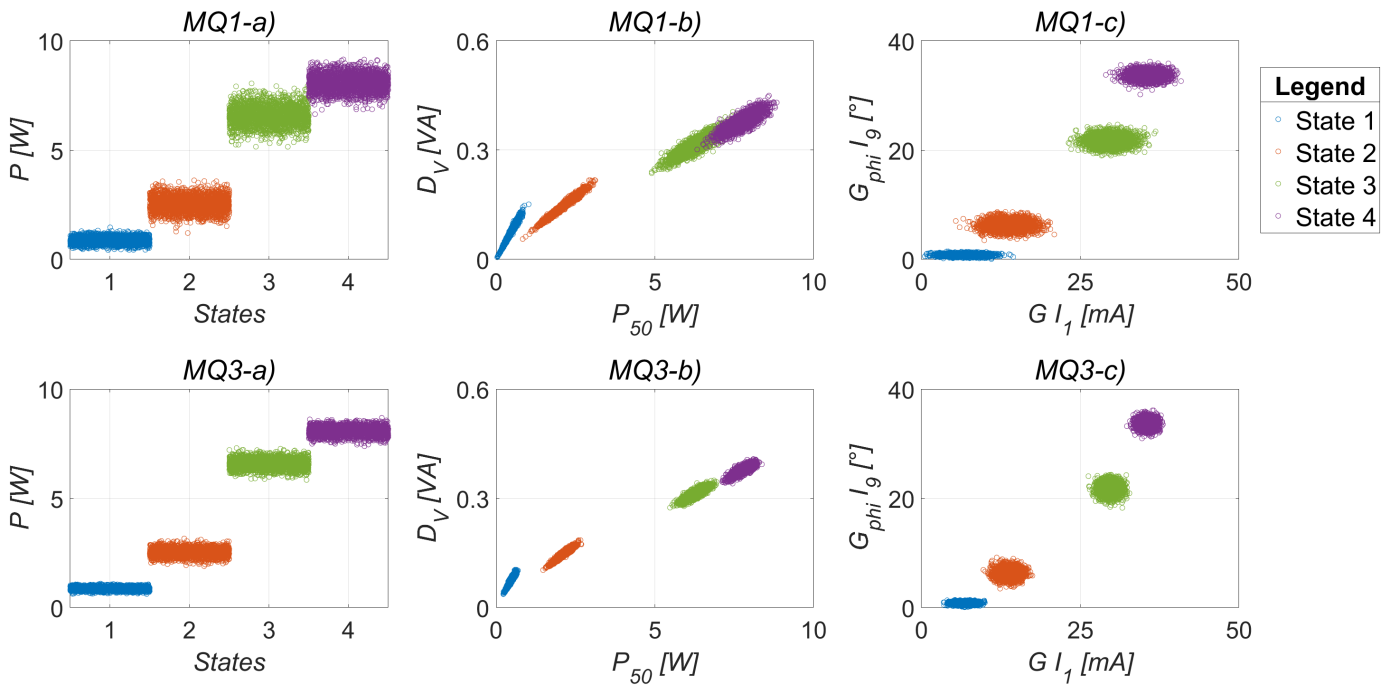 MQ1-a)
10
5
0
P [W]
1 2 3 4
States
MQ1-b)
0.6
0.3
0
D_V [VA]
0 5 10
P_50 [W]
MQ1-c)
40
20
0
G_phi I_9 [°]
0 25 50
G I_1 [mA]
Legend
State 1
State 2
State 3
State 4
MQ3-a)
10
5
0
P [W]
1 2 3 4
States
MQ3-b)
0.6
0.3
0
D_V [VA]
0 5 10
P_50 [W]
MQ3-c)
40
20
0
G_phi I_9 [°]
0 25 50
G I_1 [mA]